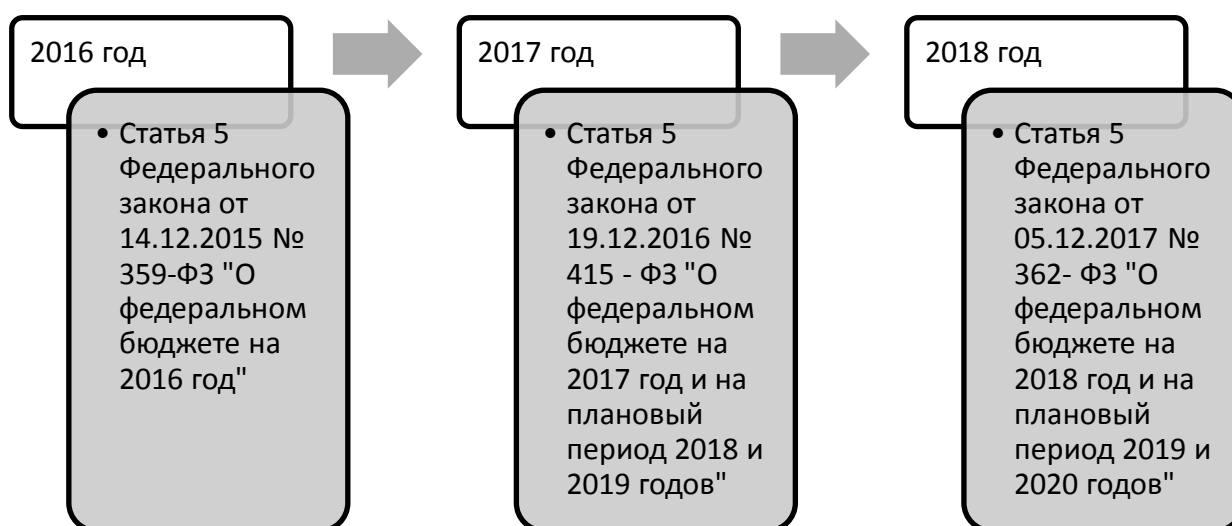 2016 год
• Статья 5
Федерального
закона от
14.12.2015 №
359-ФЗ "О
федеральном
бюджете на
2016 год"
2017 год
• Статья 5
Федерального
закона от
19.12.2016 №
415 - ФЗ "О
федеральном
бюджете на
2017 год и на
плановый
период 2018 и
2019 годов"
2018 год
• Статья 5
Федерального
закона от
05.12.2017 №
362- ФЗ "О
федеральном
бюджете на
2018 год и на
плановый
период 2019 и
2020 годов"